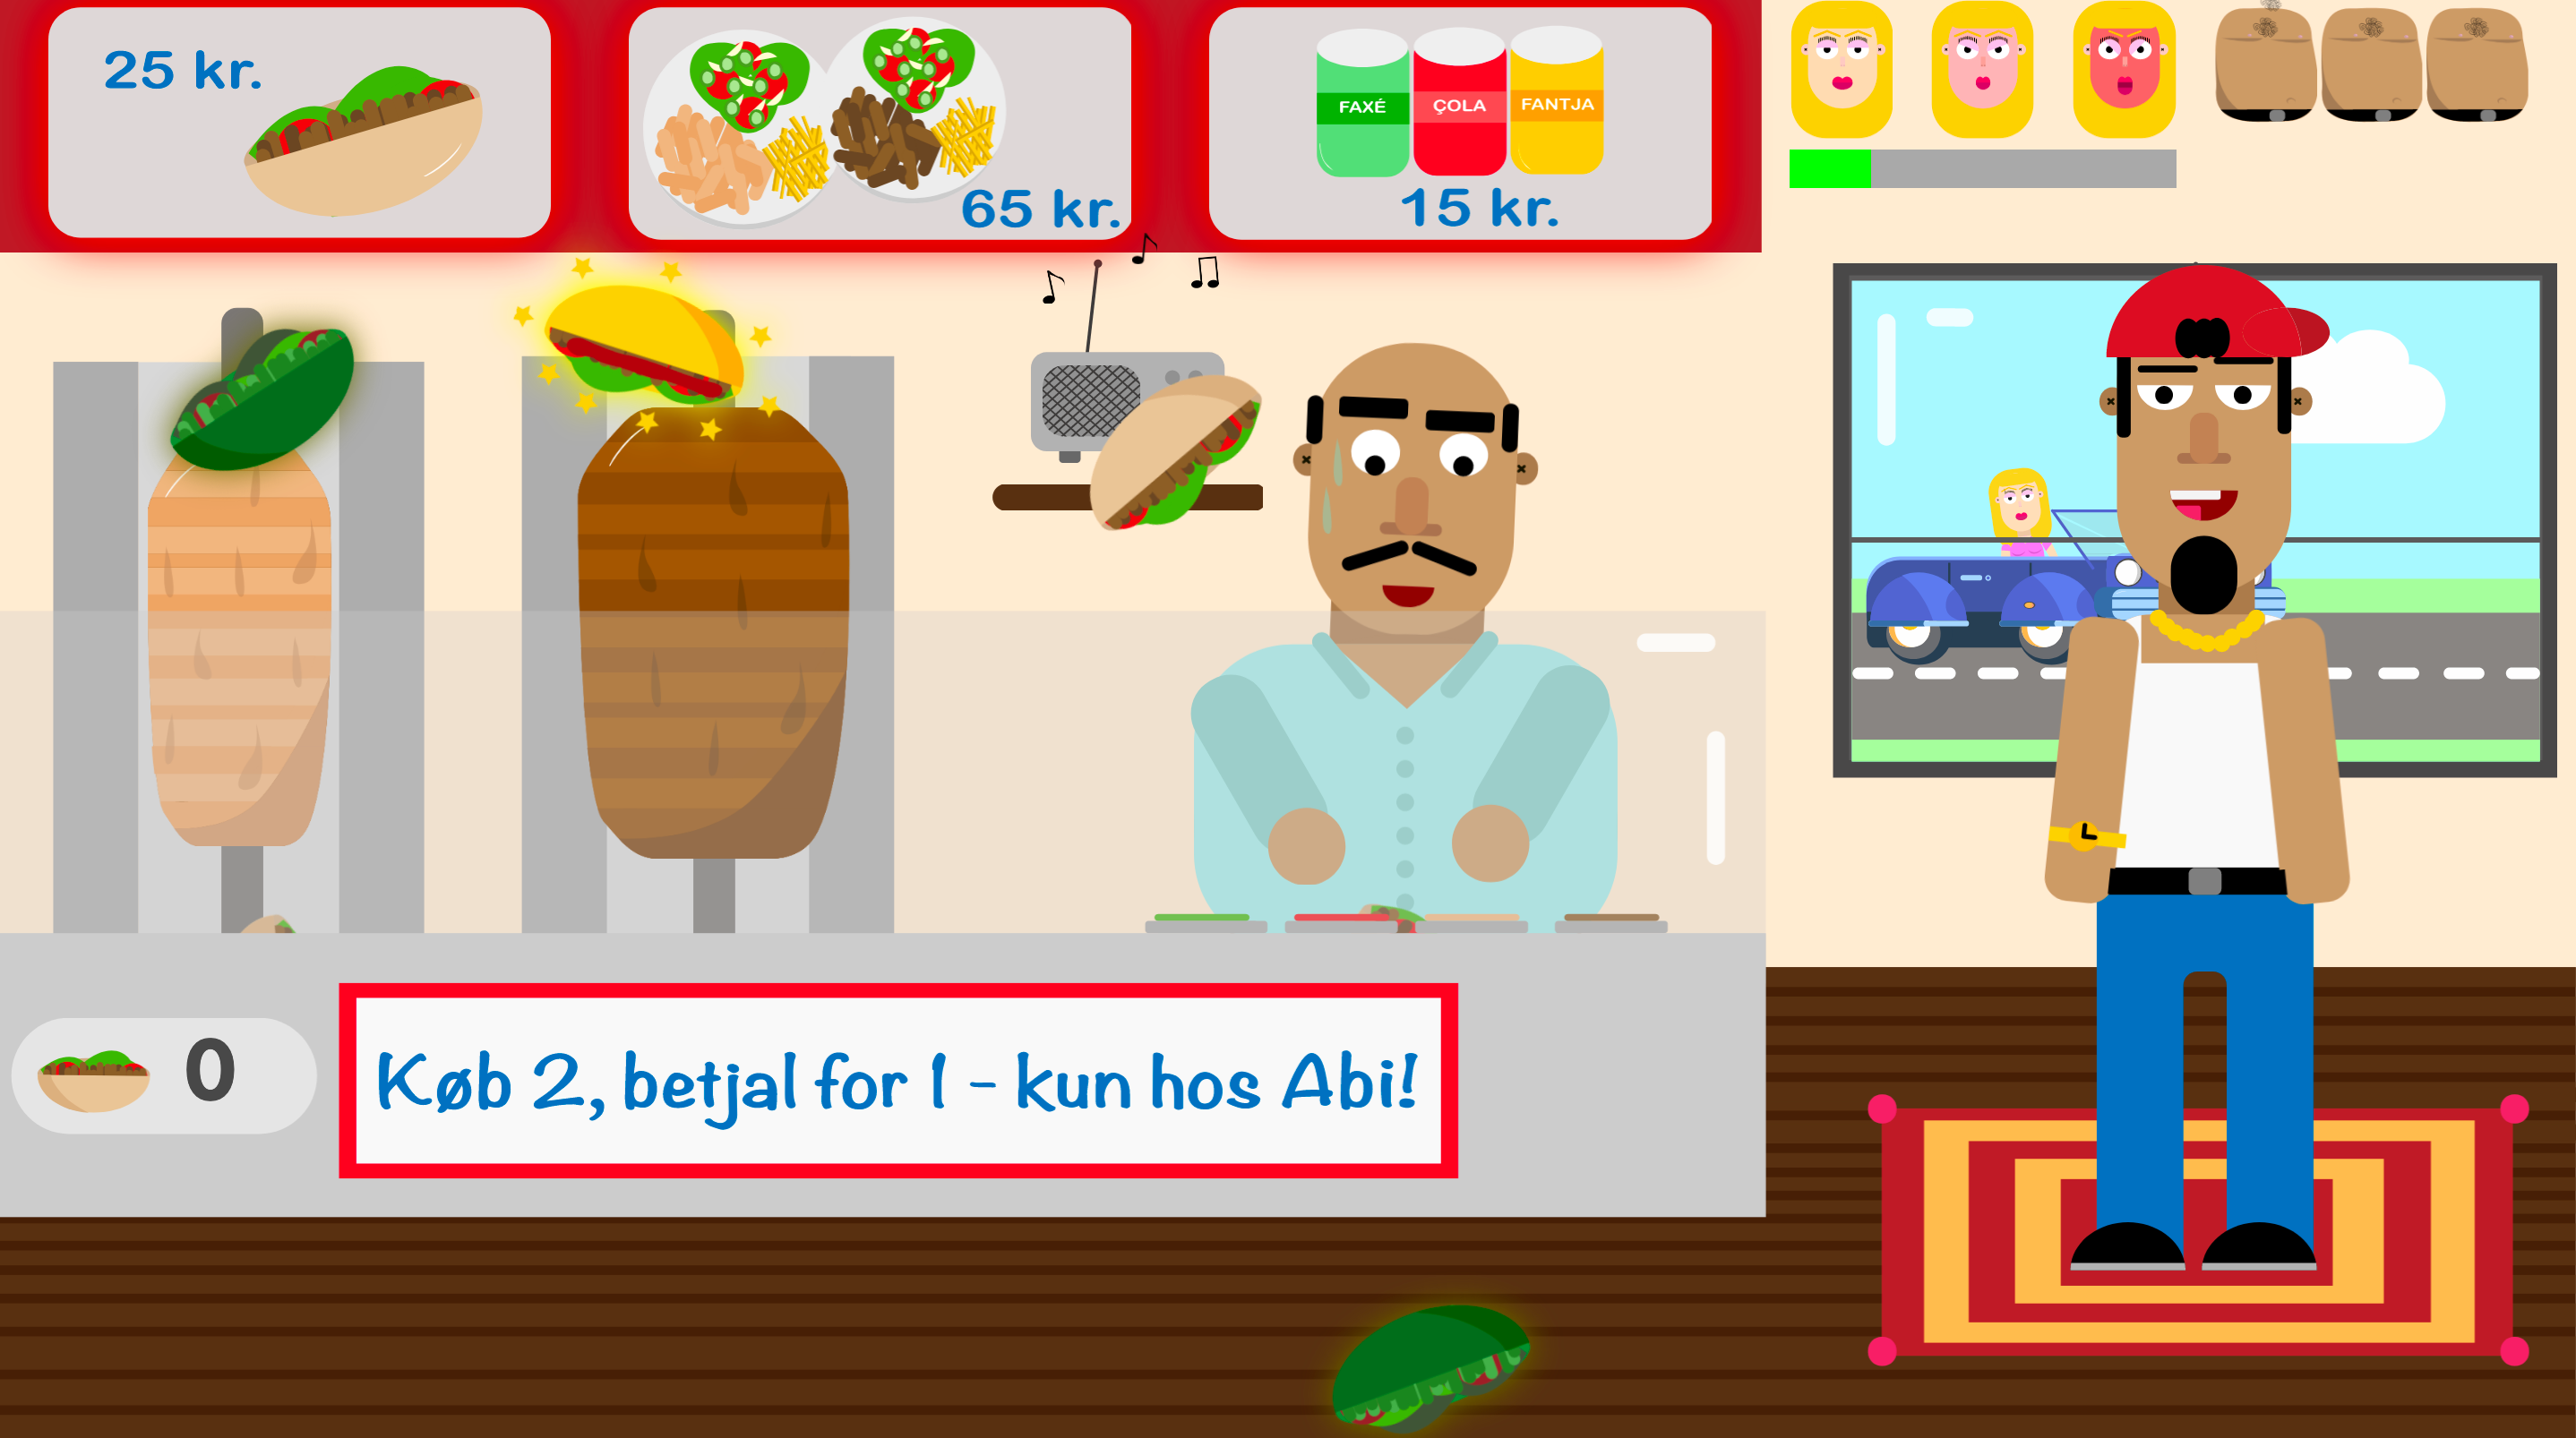 25 kr.
65 kr.
FAXÉ
ÇOLA
FANTJA
15 kr.
0
Køb 2, betjal for 1 - kun hos Abi!